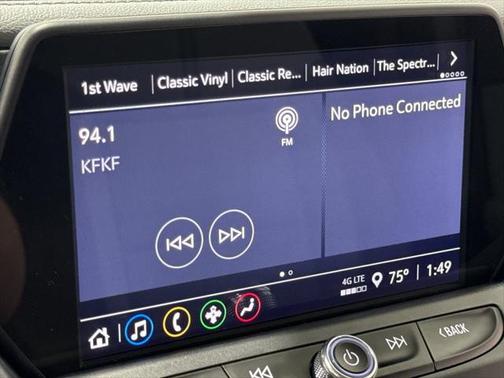 1st Wave | Classic Vinyl | Classic Re... | Hair Nation | The Spectr...
94.1
KFKF
FM
No Phone Connected
4G LTE 75° 1:49
BACK